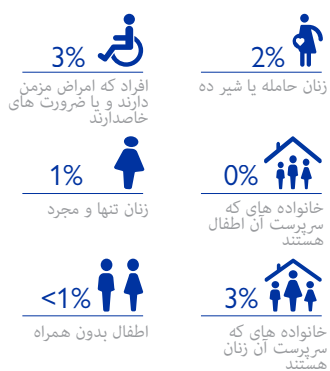 2%
زنان حامله یا شیر ده
3%
افراد که امراض مزمن
دارند و یا ضرورت های
خاصدارند
0%
خانواده های که
سرپرست آن اطفال
هستند
1%
زنان تنها و مجرد
3%
خانواده های که
سرپرست آن زنان
هستند
<1%
اطفال بدون همراه